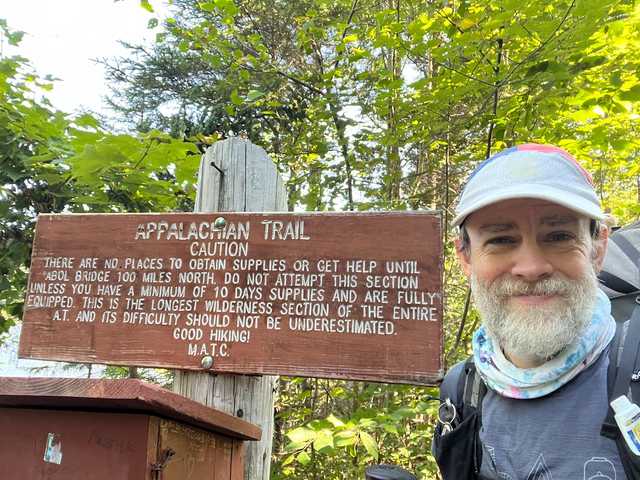 APPALACHIAN TRAIL
CAUTION
THERE ARE NO PLACES TO OBTAIN SUPPLIES OR GET HELP UNTIL
ABOL BRIDGE 100 MILES NORTH. DO NOT ATTEMPT THIS SECTION
UNLESS YOU HAVE A MINIMUM OF 10 DAYS SUPPLIES AND ARE FULLY
EQUIPPED. THIS IS THE LONGEST WILDERNESS SECTION OF THE ENTIRE
A.T. AND ITS DIFFICULTY SHOULD NOT BE UNDERESTIMATED.
GOOD HIKING!
M.A.T.C.